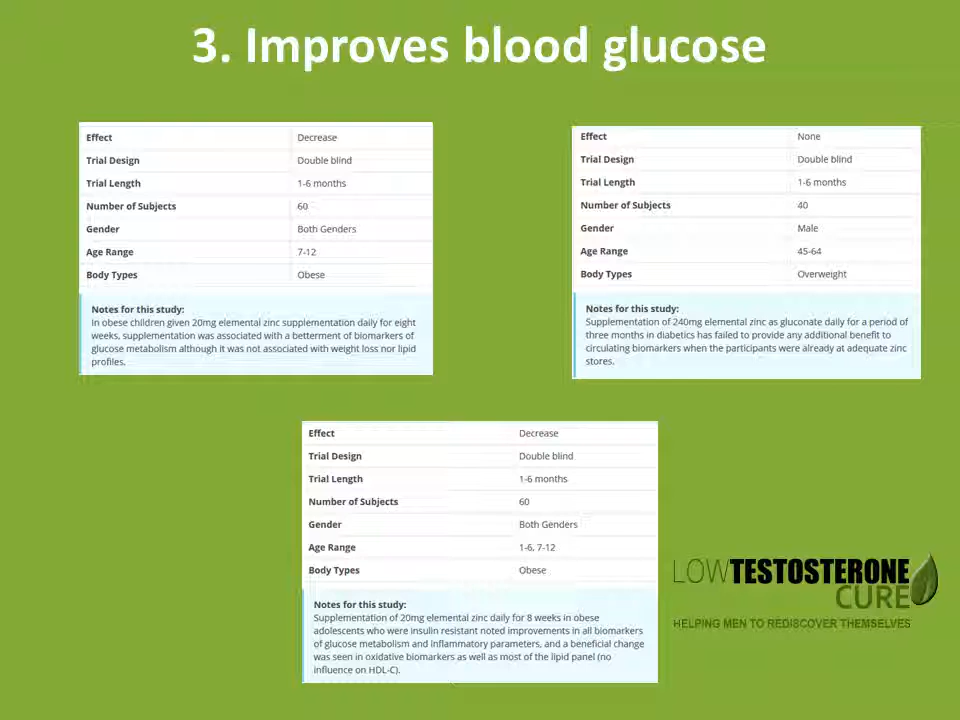 3. Improves blood glucose
Effect Decrease
Trial Design Double blind
Trial Length 1-6 months
Number of Subjects 60
Gender Both Genders
Age Range 7-12
Body Types Obese
Notes for this study:
In obese children given 20mg elemental zinc supplementation daily for eight
weeks, supplementation was associated with a betterment of biomarkers of
glucose metabolism although it was not associated with weight loss nor lipid
profiles.
Effect None
Trial Design Double blind
Trial Length 1-6 months
Number of Subjects 40
Gender Male
Age Range 45-64
Body Types Overweight
Notes for this study:
Supplementation of 240mg elemental zinc as gluconate daily for a period of
three months in diabetics has failed to provide any additional benefit to
circulating biomarkers when the participants were already at adequate zinc
stores.
Effect Decrease
Trial Design Double blind
Trial Length 1-6 months
Number of Subjects 60
Gender Both Genders
Age Range 1-6, 7-12
Body Types Obese
Notes for this study:
Supplementation of 20mg elemental zinc daily for 8 weeks in obese
adolescents who were insulin resistant noted improvements in all biomarkers
of glucose metabolism and inflammatory parameters, and a beneficial change
was seen in oxidative biomarkers as well as most of the lipid panel (no
influence on HDL-C).
LOWTESTOSTERONE
CURE
HELPING MEN TO REDISCOVER THEMSELVES